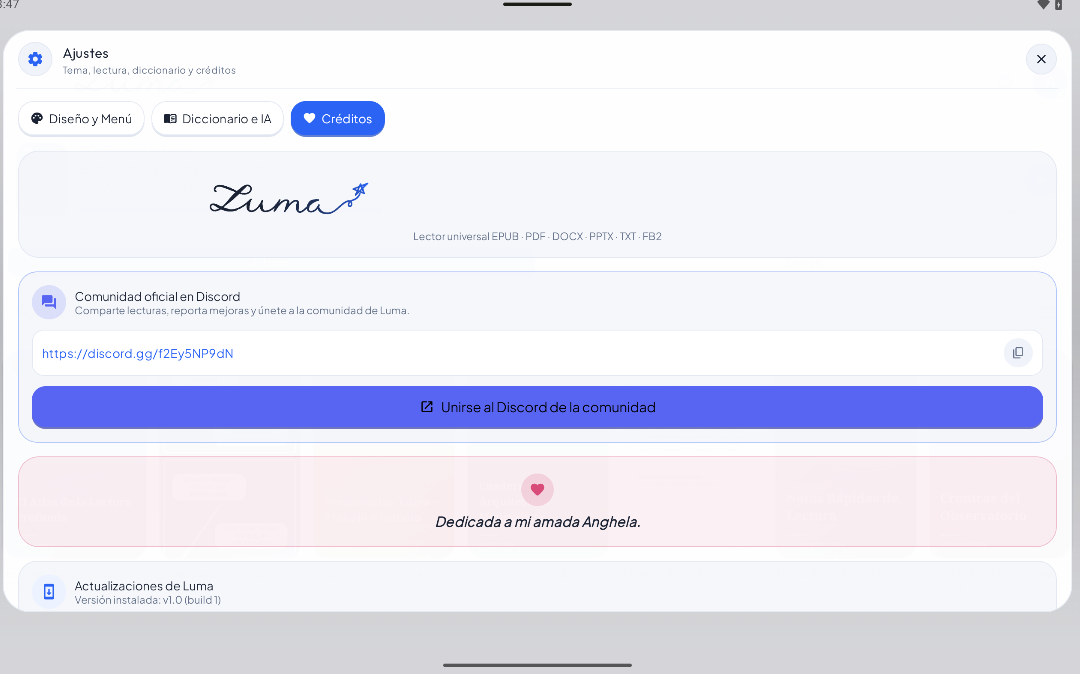 3:47
Ajustes
Tema, lectura, diccionario y créditos
Diseño y Menú
Diccionario e IA
Créditos
Luma
Lector universal EPUB · PDF · DOCX · PPTX · TXT · FB2
Comunidad oficial en Discord
Comparte lecturas, reporta mejoras y únete a la comunidad de Luma.
https://discord.gg/f2Ey5NP9dN
Unirse al Discord de la comunidad
Dedicada a mi amada Anghela.
Actualizaciones de Luma
Versión instalada: v1.0 (build 1)